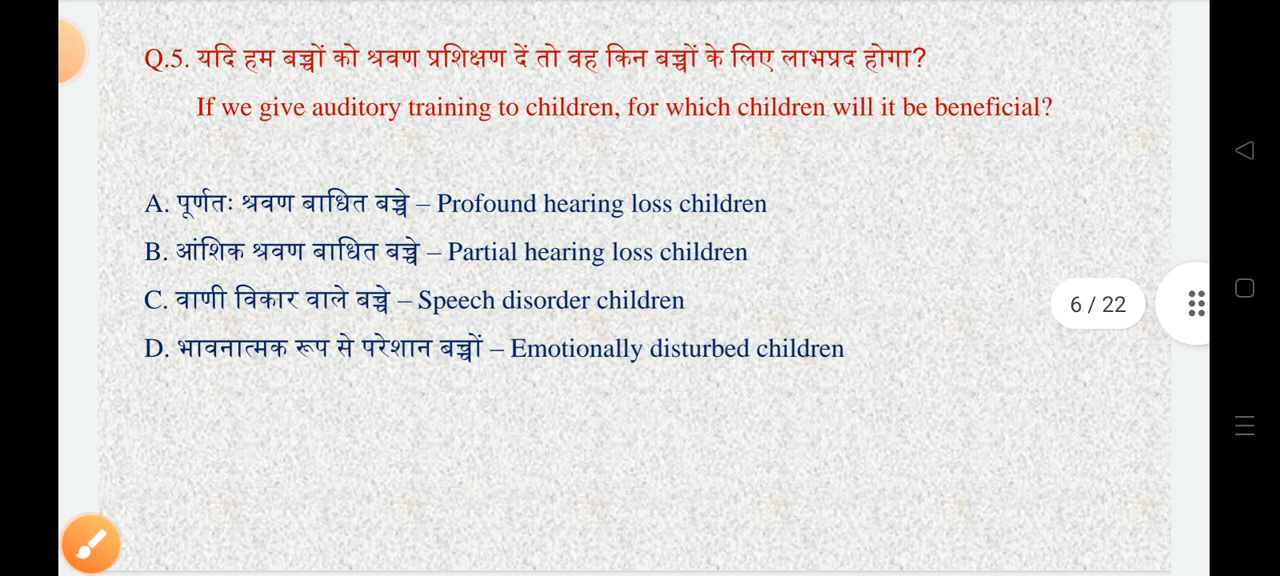 Q.5. यदि हम बच्चों को श्रवण प्रशिक्षण दें तो वह किन बच्चों के लिए लाभप्रद होगा?
If we give auditory training to children, for which children will it be beneficial?
A. पूर्णतः श्रवण बाधित बच्चे – Profound hearing loss children
B. आंशिक श्रवण बाधित बच्चे – Partial hearing loss children
C. वाणी विकार वाले बच्चे – Speech disorder children
6 / 22
D. भावनात्मक रूप से परेशान बच्चों – Emotionally disturbed children